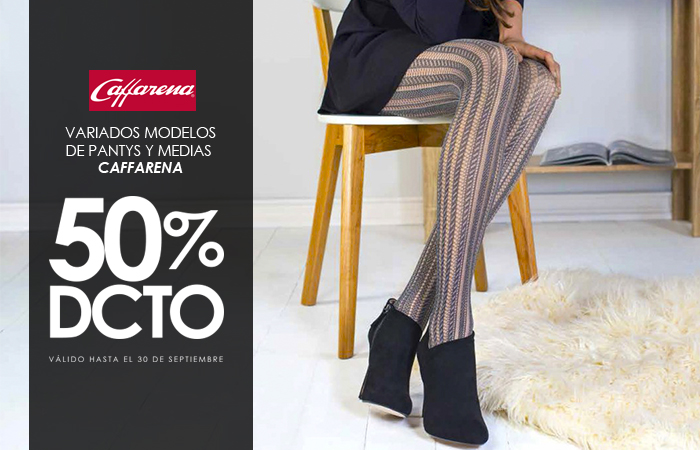 Caffarena
VARIADOS MODELOS
DE PANTYS Y MEDIAS
CAFFARENA
50%
DCTO
VÁLIDO HASTA EL 30 DE SEPTIEMBRE